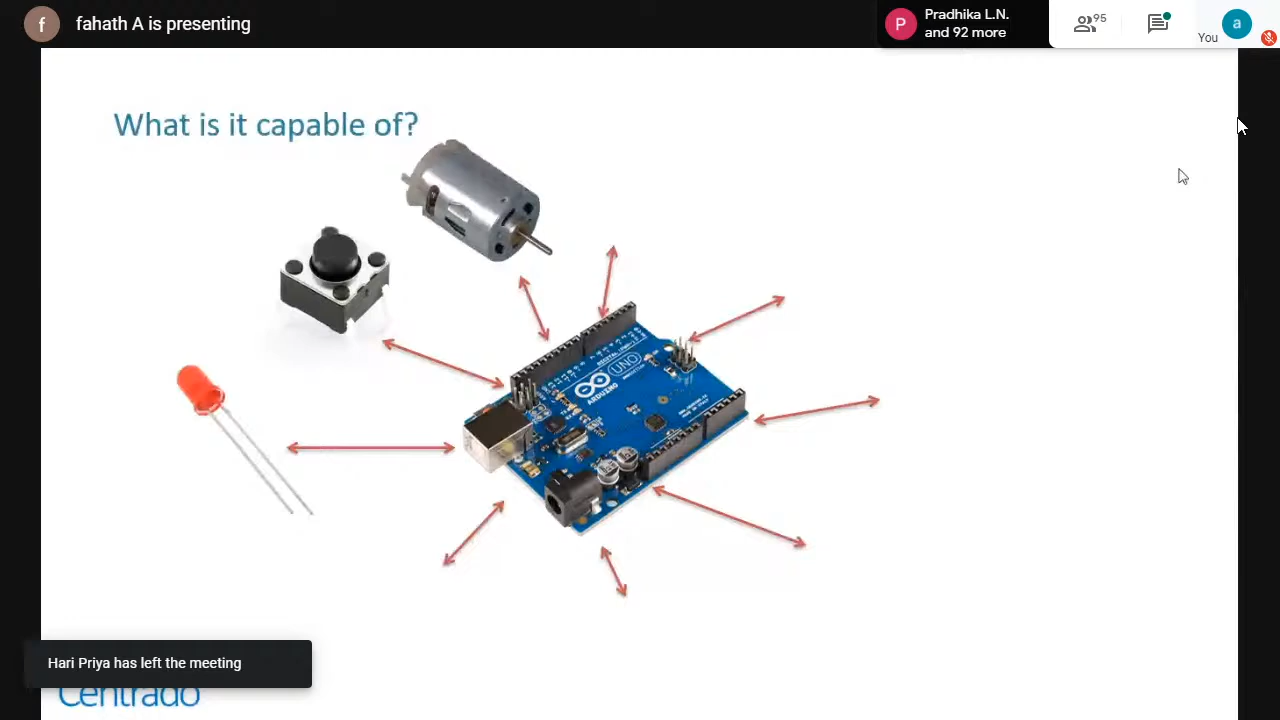 f
fahath A is presenting
P
Pradhika L.N.
and 92 more
95
You
a
What is it capable of?
UNO
ARDUINO
Hari Priya has left the meeting
Centrado